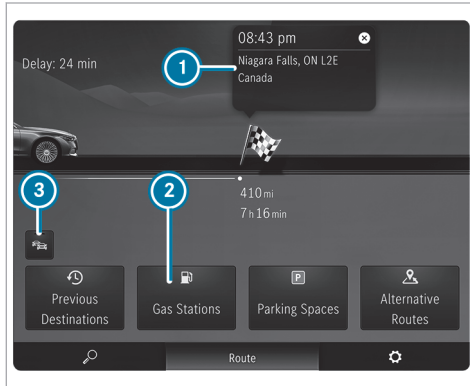 08:43 pm
Delay: 24 min
1
Niagara Falls, ON L2E
Canada
3
2
410 mi
7 h 16 min
Previous
Destinations
Gas Stations
P
Parking Spaces
Alternative
Routes
Route